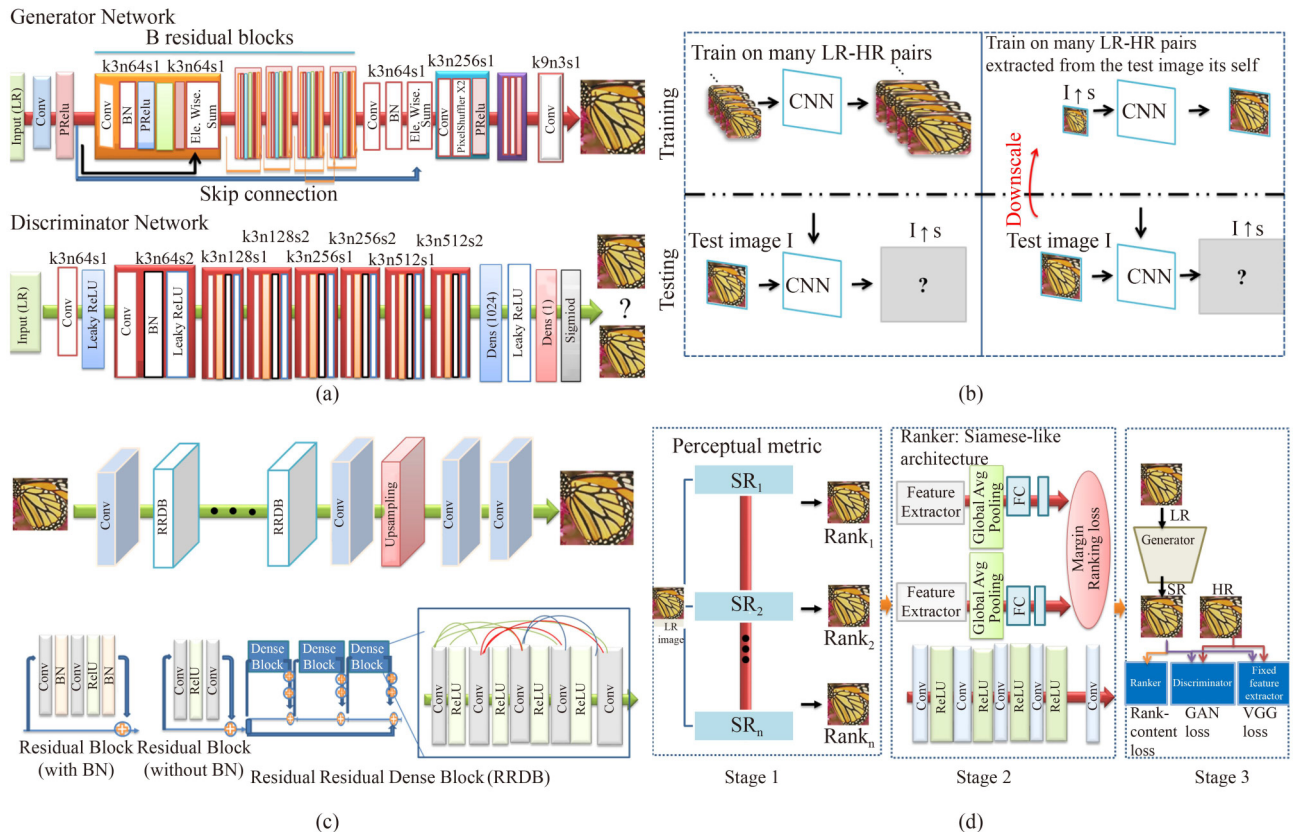 Generator Network
B residual blocks
k3n64s1 k3n64s1
k3n64s1
k3n256s1
k9n3s1
Input (LR)
Conv
PRelu
Conv
BN
PRelu
Ele. Wise.
Sum
Conv
BN
Ele. Wise.
Sum
Conv
PixelShuffler X2
PRelu
Conv
Skip connection
Discriminator Network
k3n64s1
k3n64s2
k3n128s1
k3n128s2
k3n256s1
k3n256s2
k3n512s1
k3n512s2
Input (LR)
Conv
Leaky ReLU
Conv
BN
Leaky ReLU
Dens (1024)
Leaky ReLU
Dens (1)
Sigmiod
?
(a)
Training
Testing
Train on many LR-HR pairs
CNN
Train on many LR-HR pairs
extracted from the test image its self
I ↑ s
CNN
Downscale
Test image I
CNN
I ↑ s
?
Test image I
CNN
I ↑ s
?
(b)
Conv
RRDB
RRDB
Conv
Upsampling
Conv
Conv
Conv
BN
Conv
RelU
BN
Residual Block
(with BN)
Conv
RelU
Conv
Residual Block
(without BN)
Dense
Block
Dense
Block
Dense
Block
Conv
ReLU
Conv
ReLU
Conv
ReLU
Conv
ReLU
Conv
Residual Residual Dense Block (RRDB)
(c)
Perceptual metric
LR
image
SR1
SR2
SRn
Rank1
Rank2
Rankn
Stage 1
Ranker: Siamese-like
architecture
Feature
Extractor
Global Avg
Pooling
FC
Feature
Extractor
Global Avg
Pooling
FC
Margin
Ranking loss
Conv
ReLU
Conv
ReLU
Conv
ReLU
Conv
ReLU
Conv
Stage 2
LR
Generator
SR
HR
Ranker
Discriminator
Fixed
feature
extractor
Rank-
content
loss
GAN
loss
VGG
loss
Stage 3
(d)